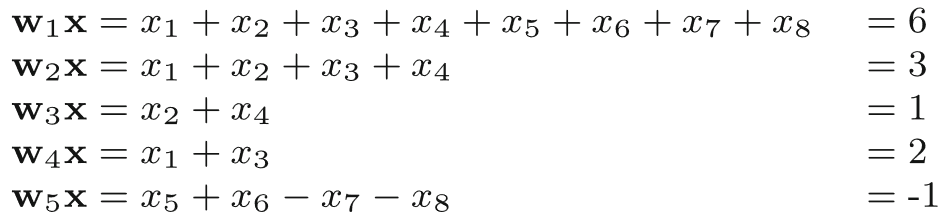 w₁x = x₁ + x₂ + x₃ + x₄ + x₅ + x₆ + x₇ + x₈ = 6
w₂x = x₁ + x₂ + x₃ + x₄ = 3
w₃x = x₂ + x₄ = 1
w₄x = x₁ + x₃ = 2
w₅x = x₅ + x₆ − x₇ − x₈ = -1